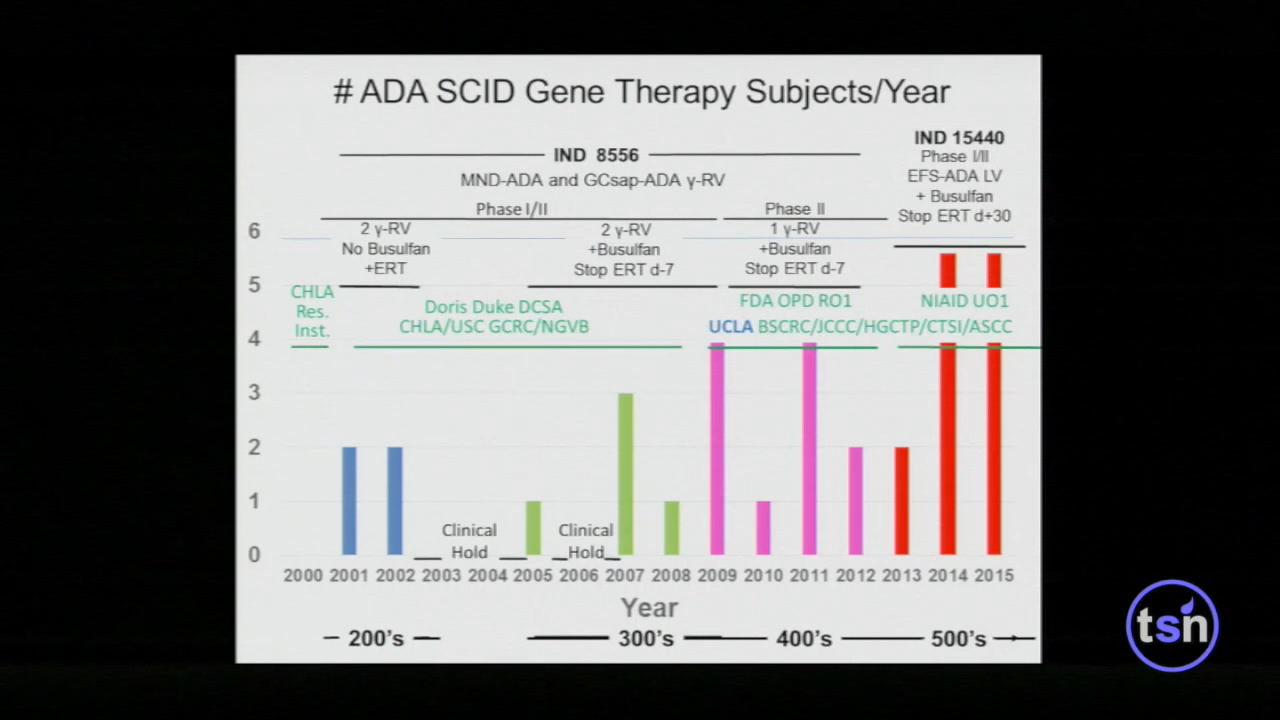 # ADA SCID Gene Therapy Subjects/Year
IND 8556
MND-ADA and GCsap-ADA γ-RV
IND 15440
Phase I/II
EFS-ADA LV
+ Busulfan
Stop ERT d+30
Phase I/II
Phase II
2 γ-RV
No Busulfan
+ERT
2 γ-RV
+Busulfan
Stop ERT d-7
1 γ-RV
+Busulfan
Stop ERT d-7
CHLA
Res.
Inst.
Doris Duke DCSA
CHLA/USC GCRC/NGVB
FDA OPD RO1
NIAID UO1
UCLA BSCRC/JCCC/HGCTP/CTSI/ASCC
6
5
4
3
2
1
0
Clinical
Hold
Clinical
Hold
2000 2001 2002 2003 2004 2005 2006 2007 2008 2009 2010 2011 2012 2013 2014 2015
Year
200's 300's 400's 500's
tsn